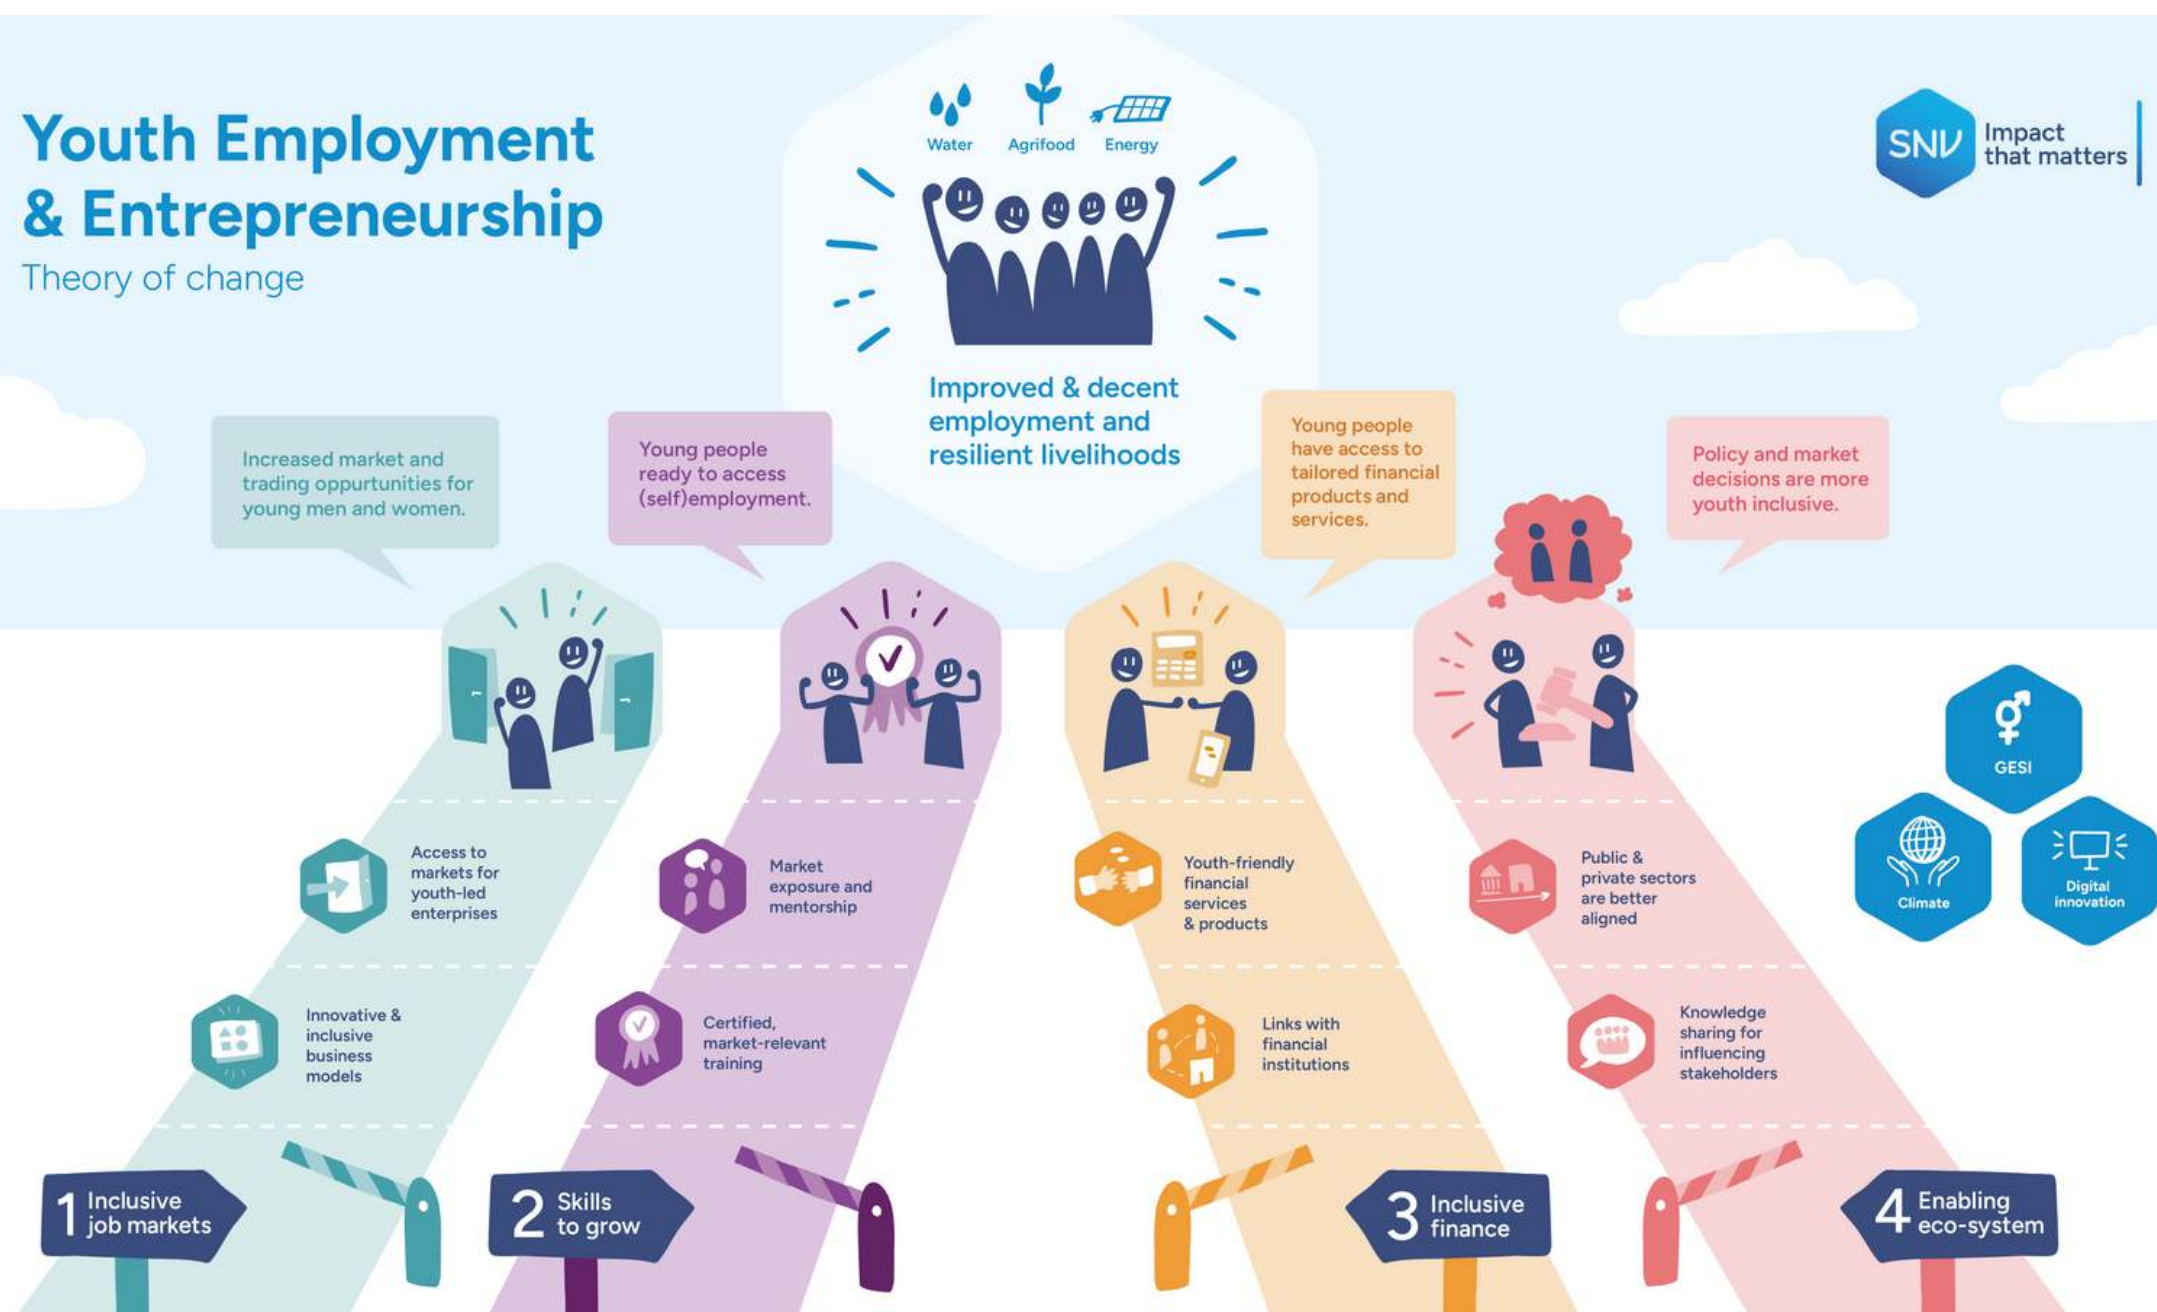 Youth Employment
& Entrepreneurship
Theory of change
Water
Agrifood
Energy
SNV
Impact
that matters
Improved & decent
employment and
resilient livelihoods
Increased market and
trading oppurtunities for
young men and women.
Young people
ready to access
(self)employment.
Young people
have access to
tailored financial
products and
services.
Policy and market
decisions are more
youth inclusive.
GESI
Climate
Digital
innovation
Access to
markets for
youth-led
enterprises
Market
exposure and
mentorship
Youth-friendly
financial
services
& products
Public &
private sectors
are better
aligned
Innovative &
inclusive
business
models
Certified,
market-relevant
training
Links with
financial
institutions
Knowledge
sharing for
influencing
stakeholders
1 Inclusive
job markets
2 Skills
to grow
3 Inclusive
finance
4 Enabling
eco-system